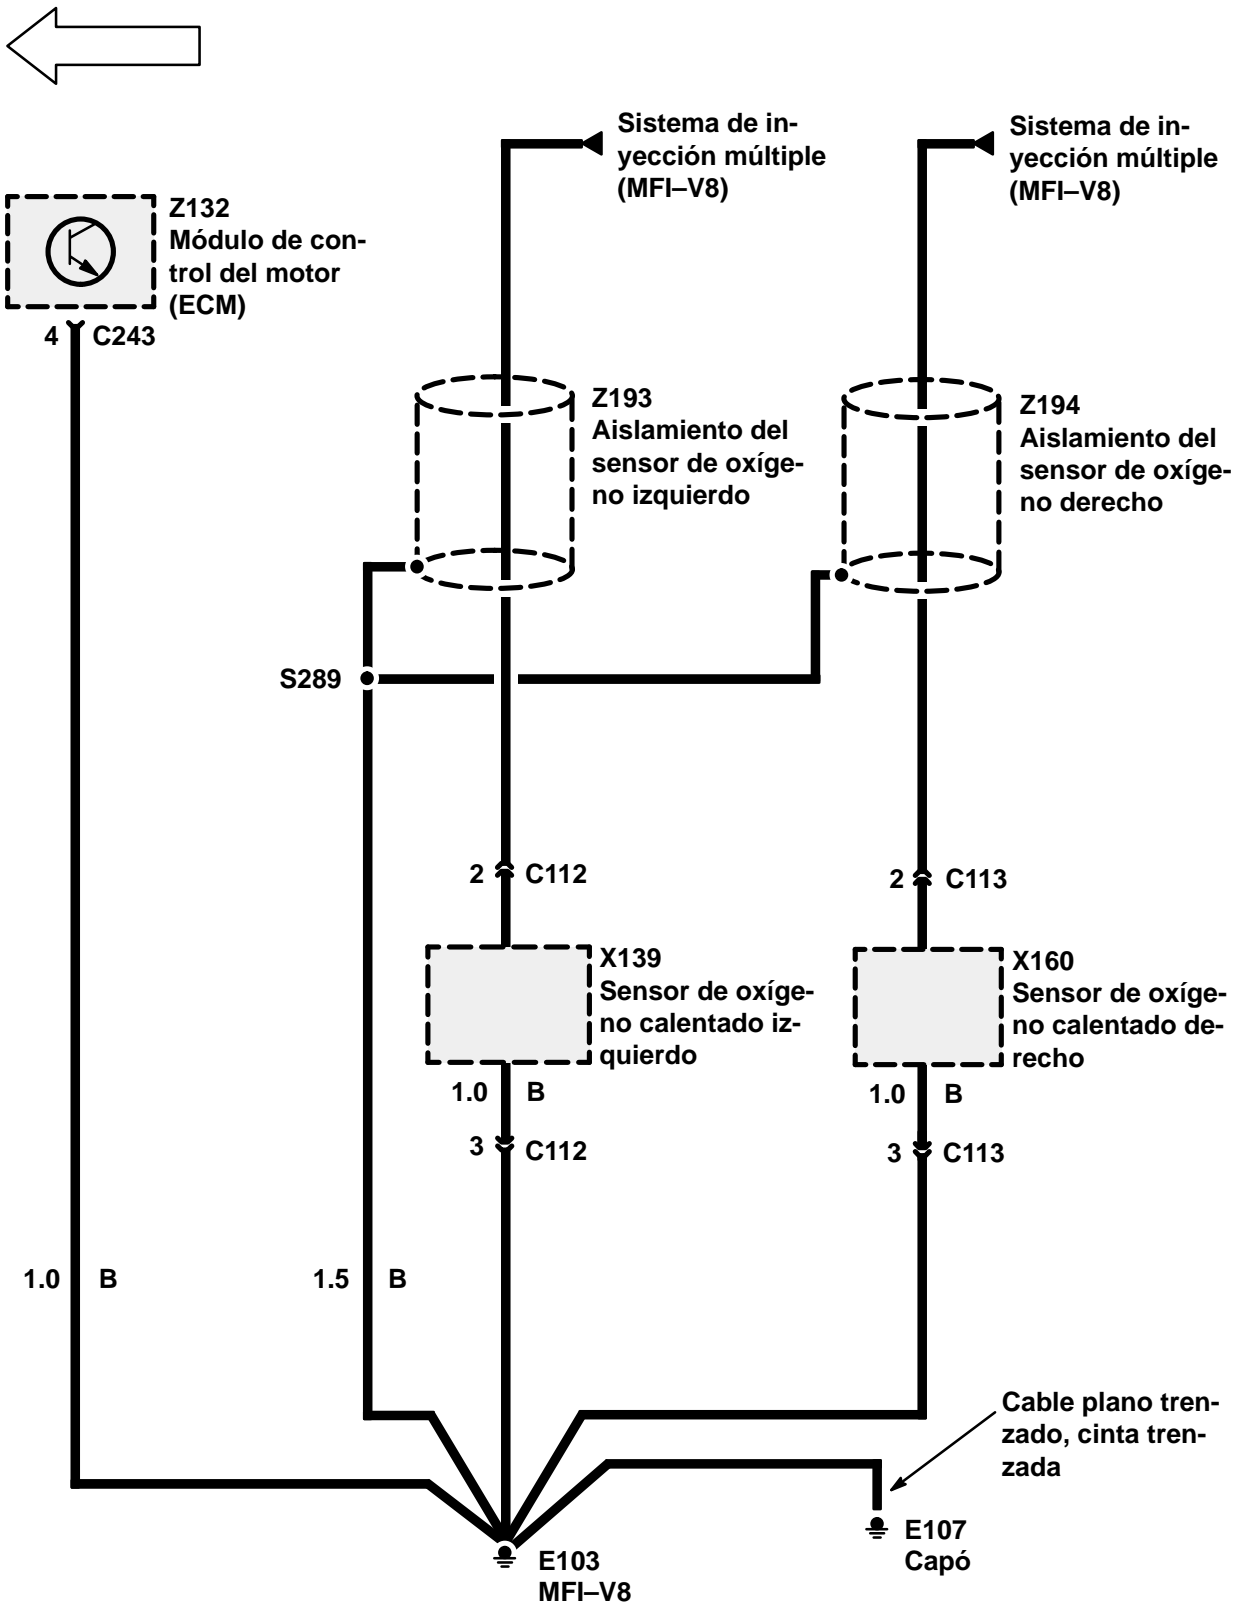 Sistema de in-
yección múltiple
(MFI–V8)
Sistema de in-
yección múltiple
(MFI–V8)
Z132
Módulo de con-
trol del motor
(ECM)
4 C243
Z193
Aislamiento del
sensor de oxíge-
no izquierdo
Z194
Aislamiento del
sensor de oxíge-
no derecho
S289
2 C112
2 C113
X139
Sensor de oxíge-
no calentado iz-
quierdo
X160
Sensor de oxíge-
no calentado de-
recho
1.0 B
1.0 B
3 C112
3 C113
1.0 B
1.5 B
Cable plano tren-
zado, cinta tren-
zada
E103
MFI–V8
E107
Capó